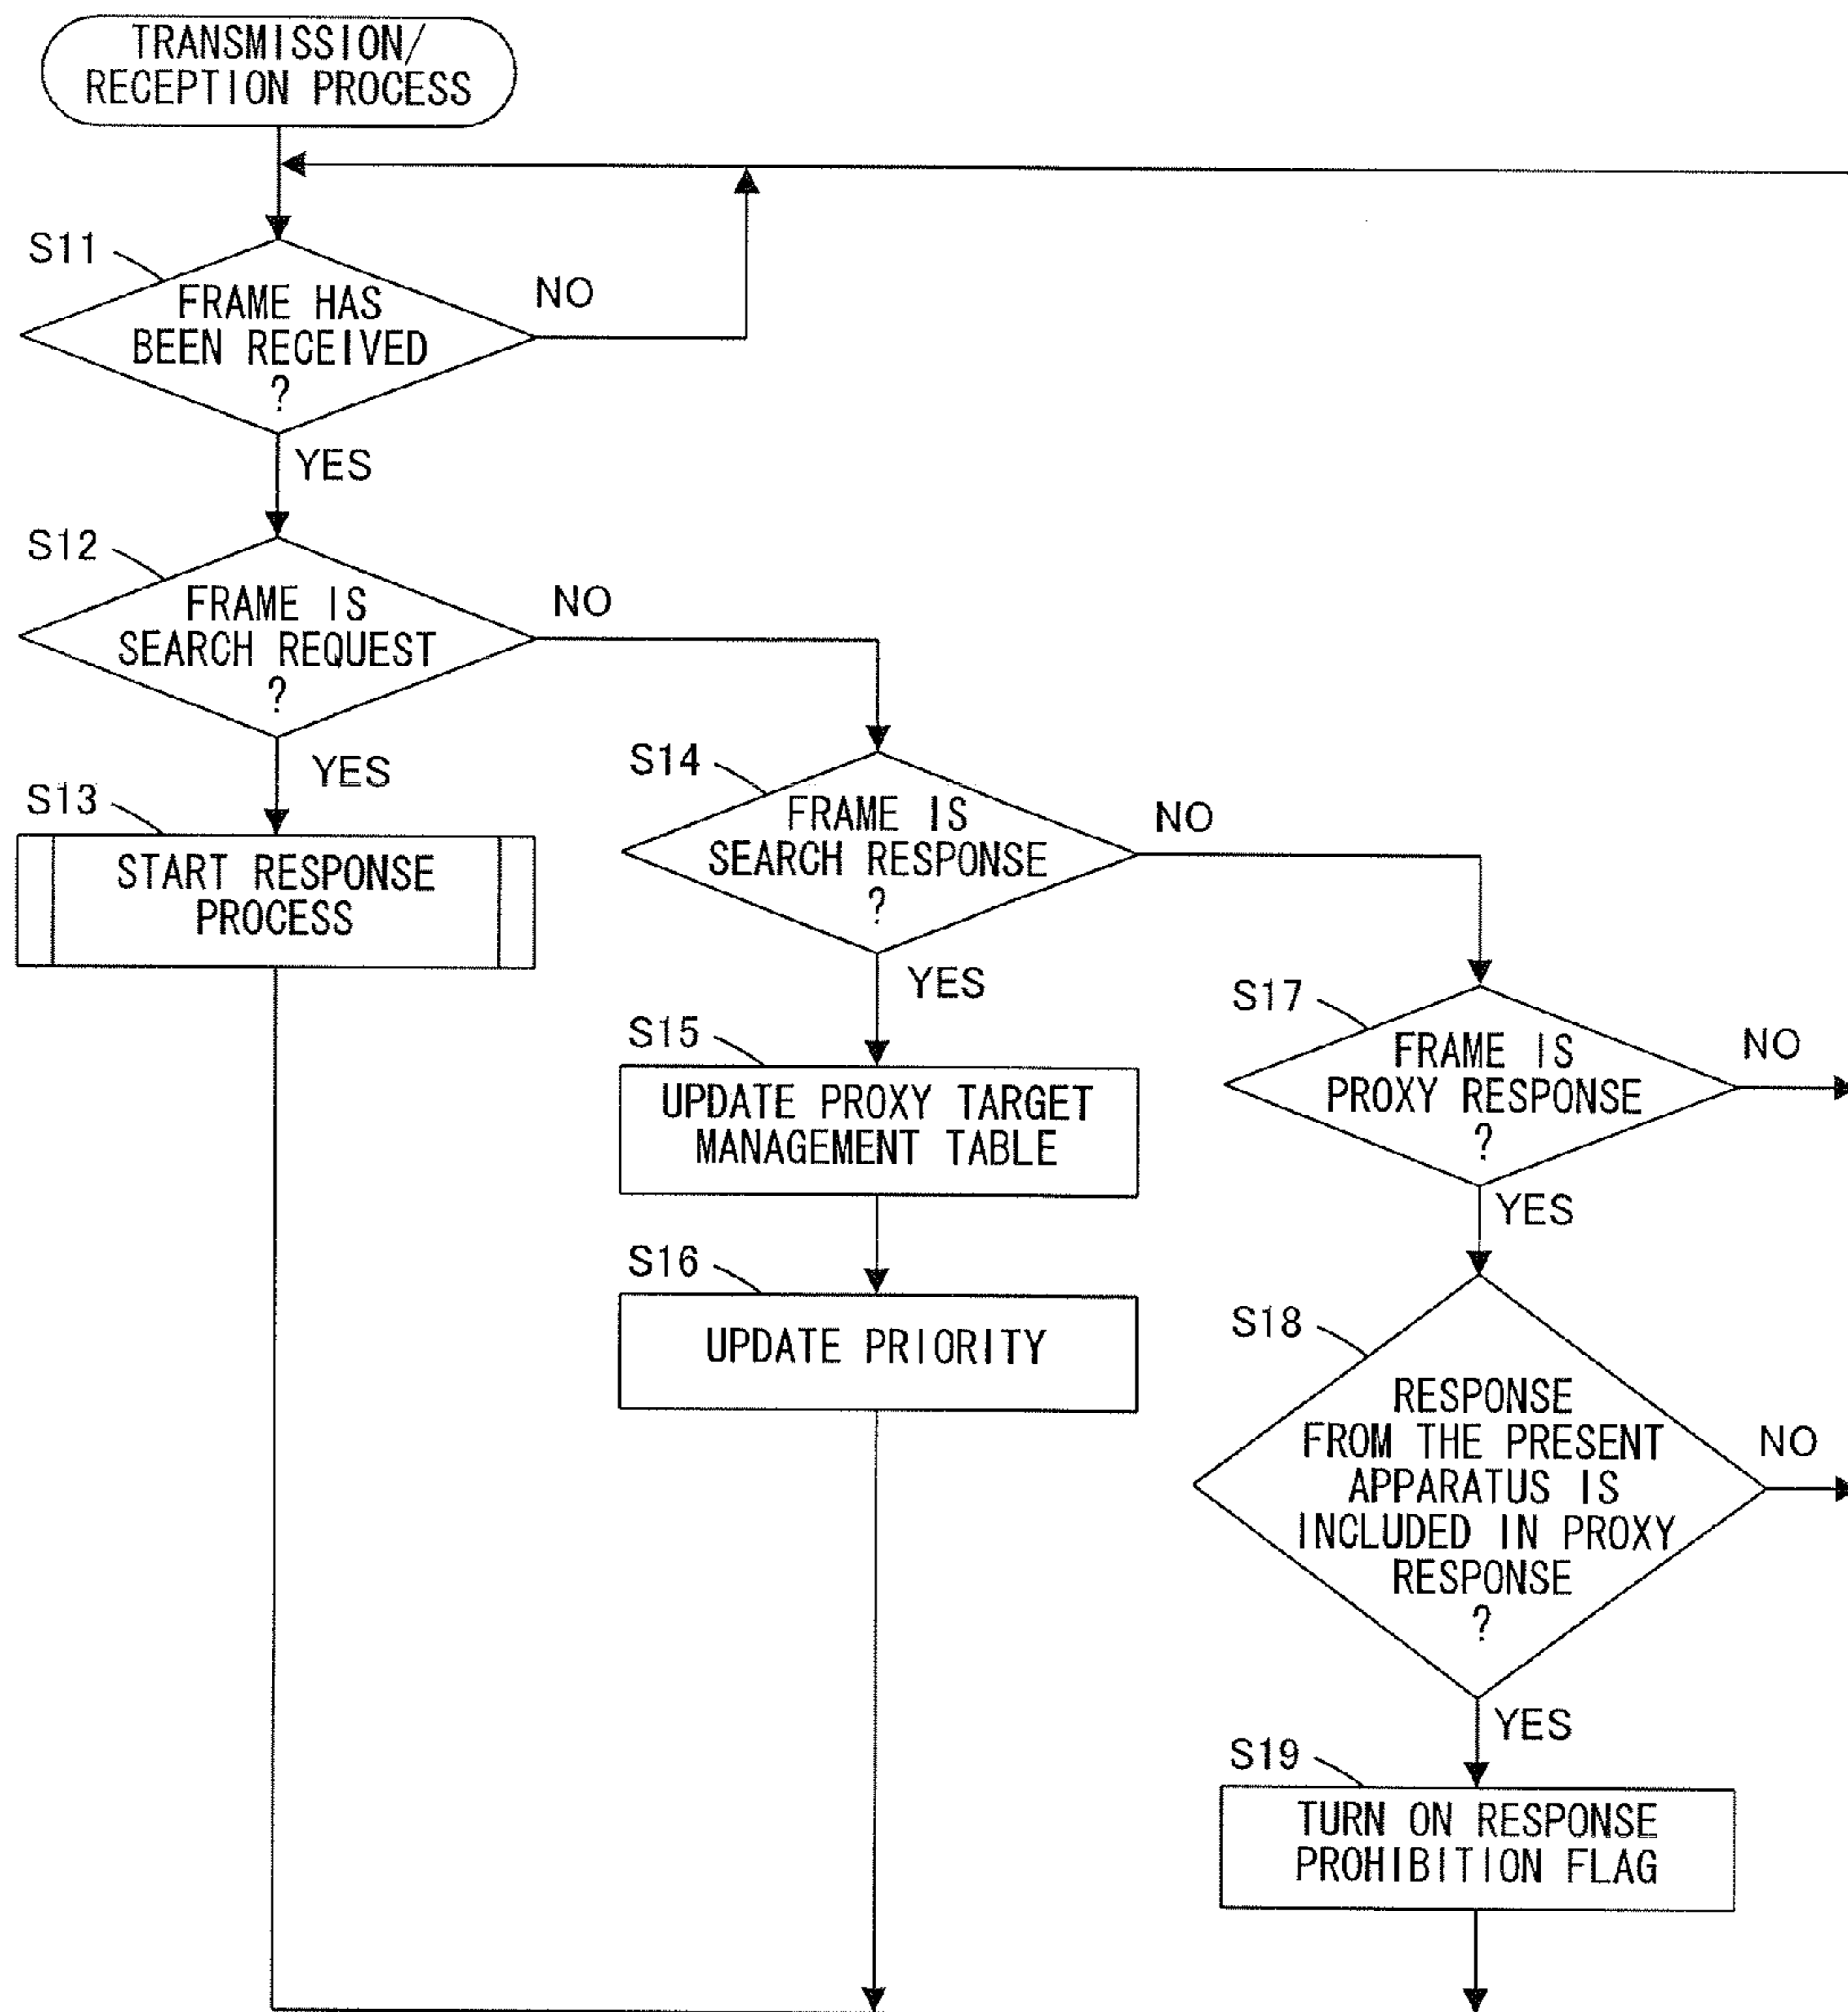 TRANSMISSION/
RECEPTION PROCESS
S11
FRAME HAS
BEEN RECEIVED
?
NO
YES
S12
FRAME IS
SEARCH REQUEST
?
NO
YES
S13
START RESPONSE
PROCESS
S14
FRAME IS
SEARCH RESPONSE
?
NO
YES
S15
UPDATE PROXY TARGET
MANAGEMENT TABLE
S16
UPDATE PRIORITY
S17
FRAME IS
PROXY RESPONSE
?
NO
YES
S18
RESPONSE
FROM THE PRESENT
APPARATUS IS
INCLUDED IN PROXY
RESPONSE
?
NO
YES
S19
TURN ON RESPONSE
PROHIBITION FLAG